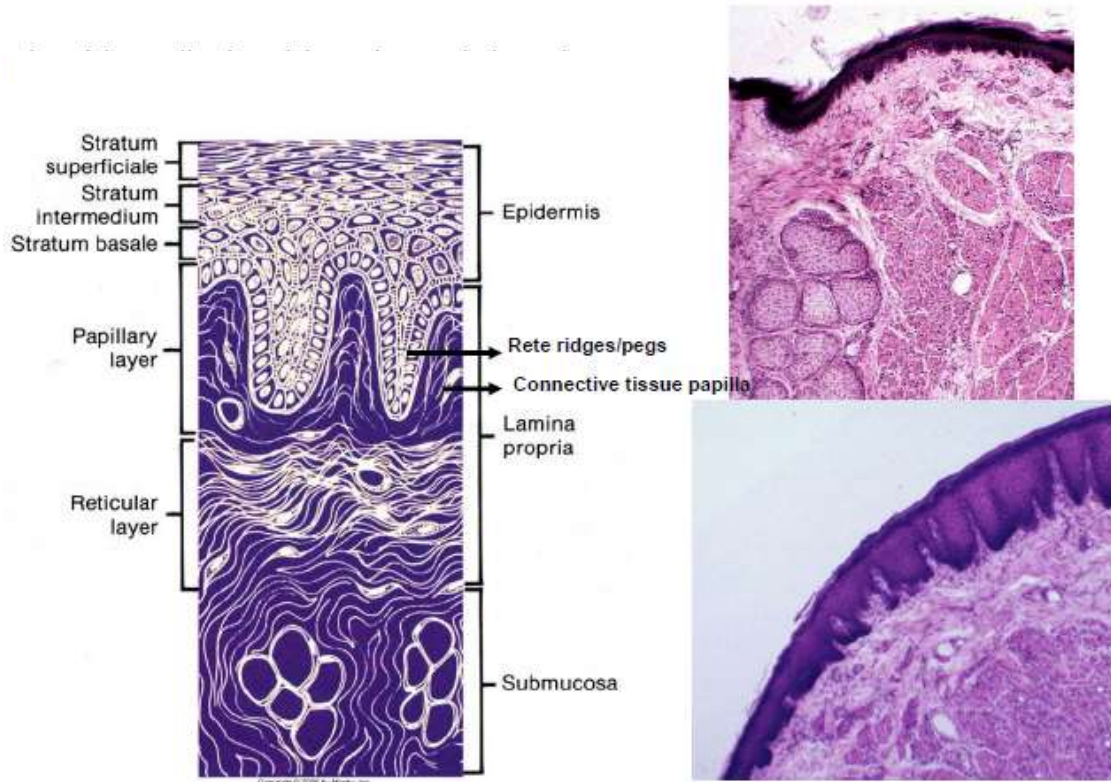 Stratum
superficiale
Stratum
intermedium
Stratum basale
Papillary
layer
Reticular
layer
Epidermis
Rete ridges/pegs
Connective tissue papilla
Lamina
propria
Submucosa